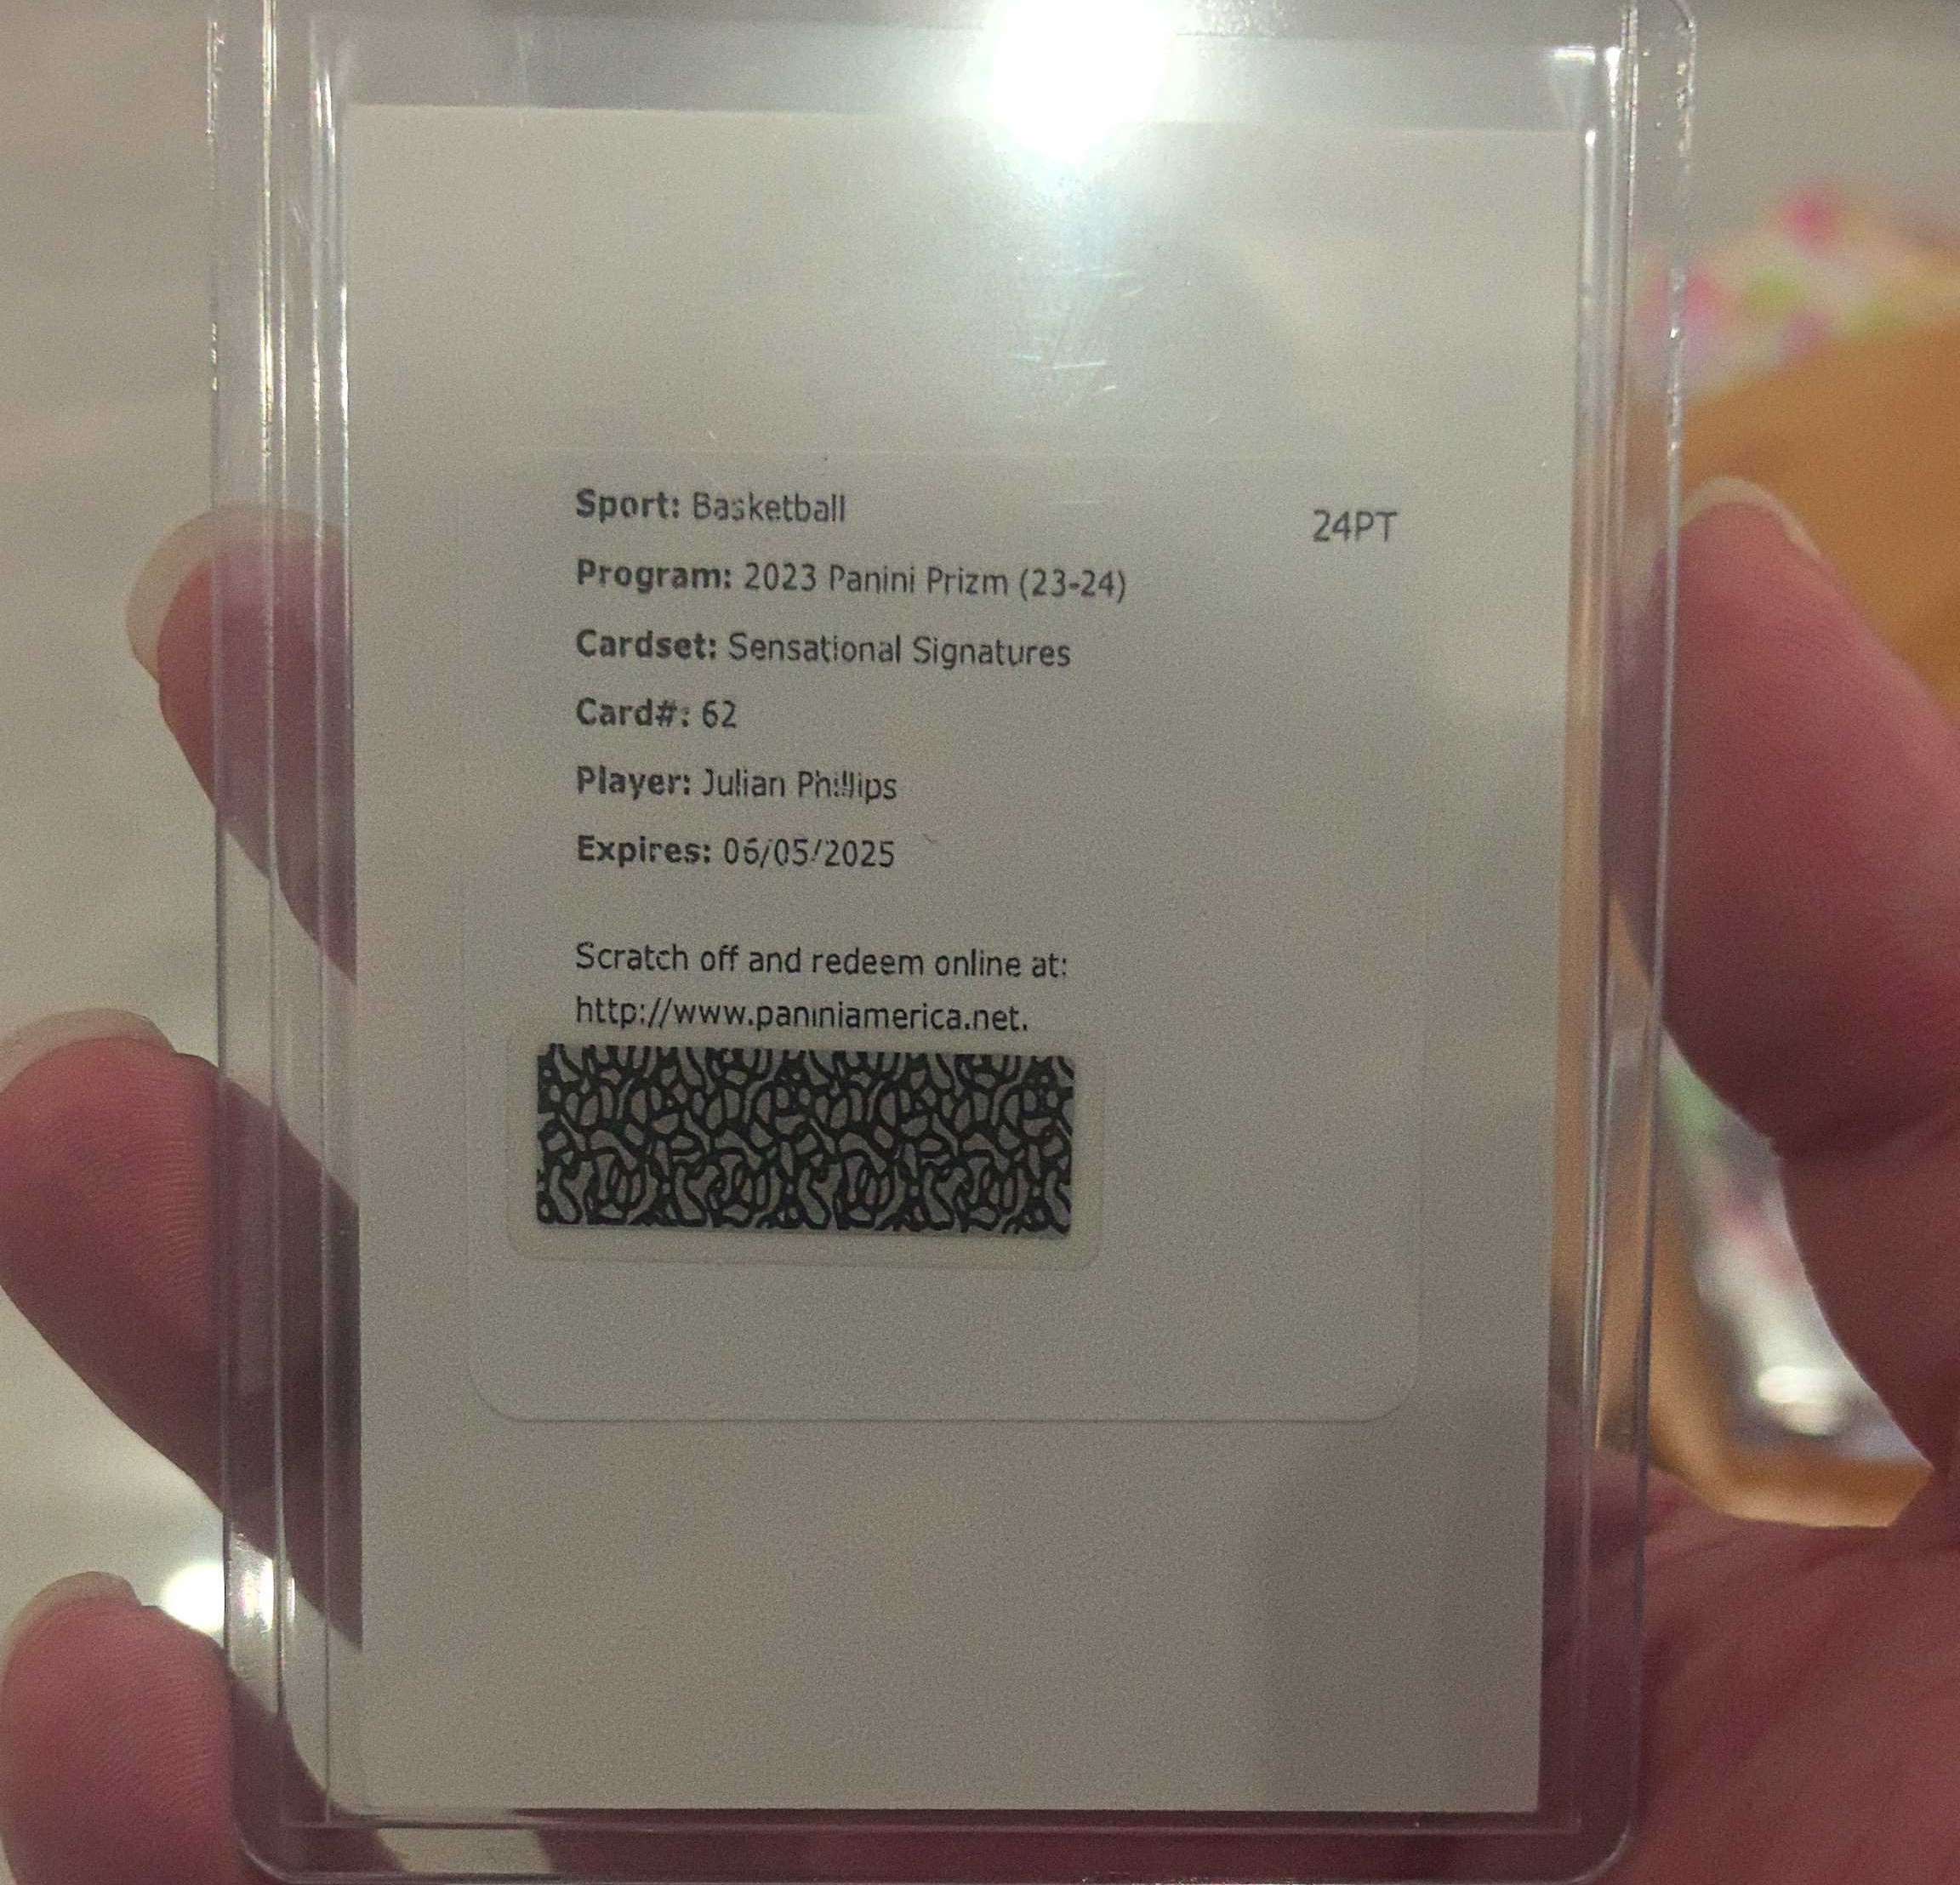 Sport: Basketball
24PT
Program: 2023 Panini Prizm (23-24)
Cardset: Sensational Signatures
Card#: 62
Player: Julian Phillips
Expires: 06/05/2025
Scratch off and redeem online at:
http://www.paniniamerica.net.